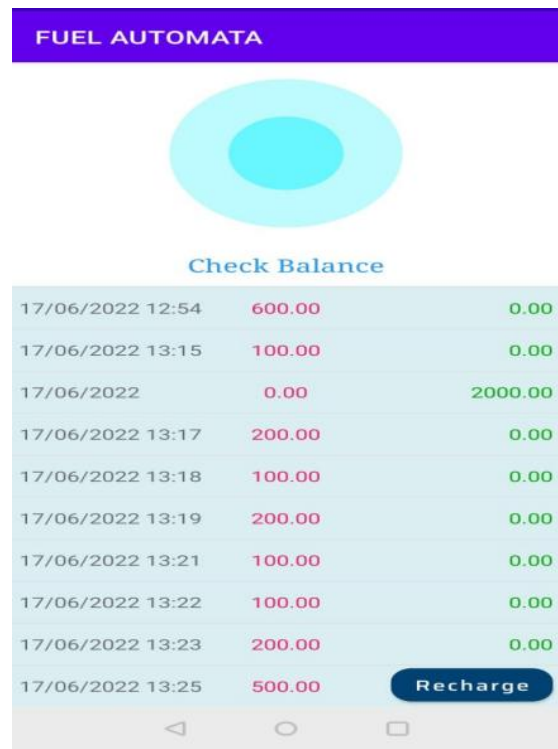 FUEL AUTOMATA
Check Balance
17/06/2022 12:54 600.00 0.00
17/06/2022 13:15 100.00 0.00
17/06/2022 0.00 2000.00
17/06/2022 13:17 200.00 0.00
17/06/2022 13:18 100.00 0.00
17/06/2022 13:19 200.00 0.00
17/06/2022 13:21 100.00 0.00
17/06/2022 13:22 100.00 0.00
17/06/2022 13:23 200.00 0.00
17/06/2022 13:25 500.00 Recharge